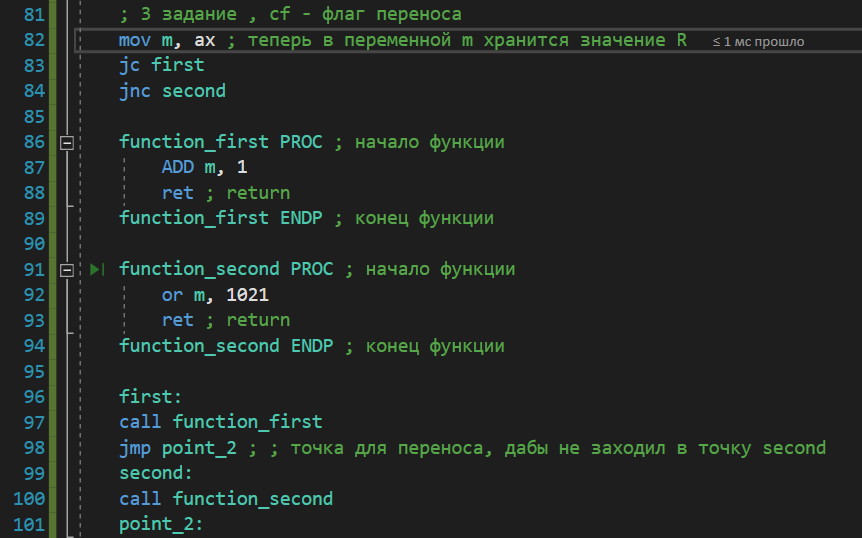 81 ; 3 задание , cf - флаг переноса
82 mov m, ax ; теперь в переменной m хранится значение R ≤ 1 мс прошло
83 jc first
84 jnc second
85
86 function_first PROC ; начало функции
87 ADD m, 1
88 ret ; return
89 function_first ENDP ; конец функции
90
91 function_second PROC ; начало функции
92 or m, 1021
93 ret ; return
94 function_second ENDP ; конец функции
95
96 first:
97 call function_first
98 jmp point_2 ; ; точка для переноса, дабы не заходил в точку second
99 second:
100 call function_second
101 point_2: